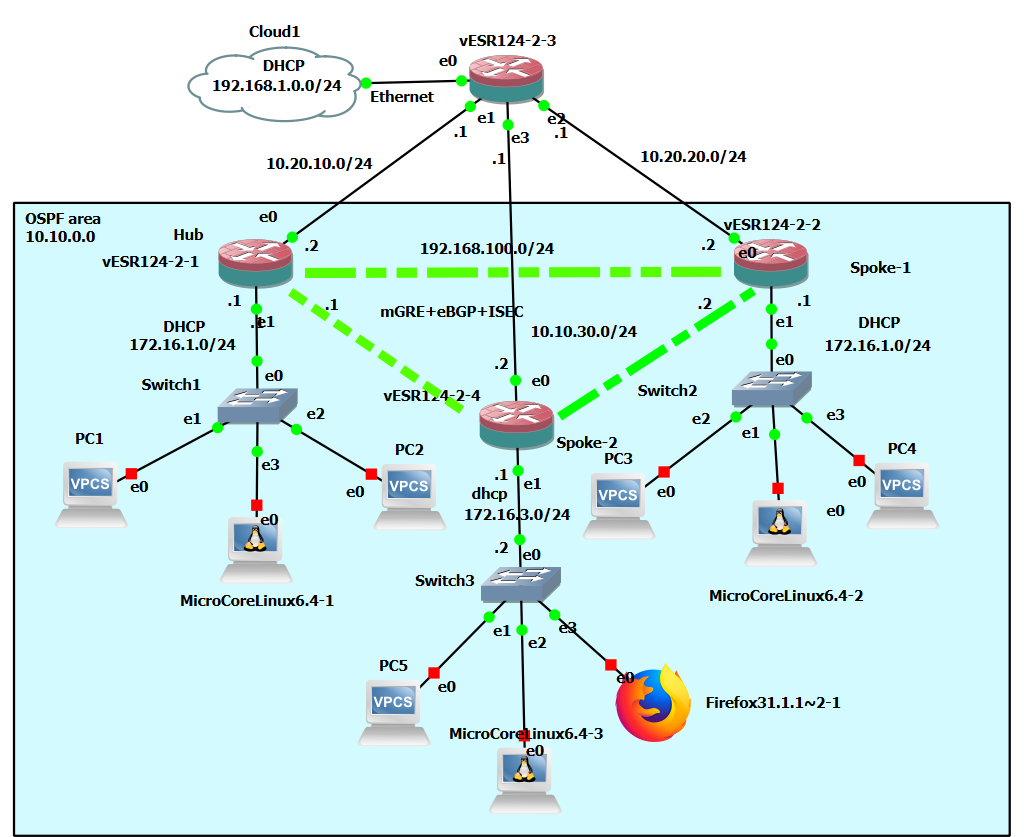 Cloud1
vESR124-2-3
e0
DHCP
192.168.1.0.0/24
Ethernet
e1
e2
.1
.1
e3
.1
10.20.10.0/24
10.20.20.0/24
OSPF area
10.10.0.0
e0
Hub
.2
vESR124-2-1
192.168.100.0/24
vESR124-2-2
.2
e0
Spoke-1
.1
.1
e1
.1
mGRE+eBGP+ISEC
.2
.1
e1
DHCP
172.16.1.0/24
10.10.30.0/24
DHCP
172.16.1.0/24
.2
e0
e0
e0
Switch1
vESR124-2-4
Switch2
e1
e2
e2
e1
e3
PC1
PC2
Spoke-2
PC3
PC4
e3
VPCS
e0
e0
VPCS
.1
e1
dhcp
172.16.3.0/24
VPCS
e0
e0
VPCS
e0
e0
.2
e0
MicroCoreLinux6.4-1
Switch3
MicroCoreLinux6.4-2
e1
e2
e3
PC5
e0
e0
VPCS
Firefox31.1.1~2-1
MicroCoreLinux6.4-3
e0